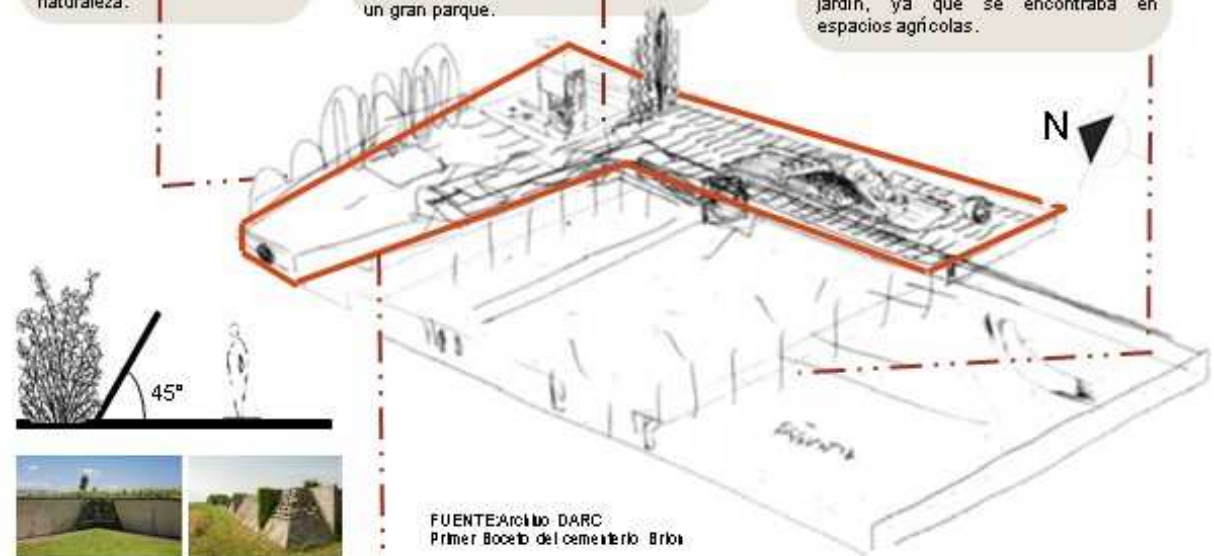 naturaleza.
un gran parque.
jardín, ya que se encontraba en
espacios agrícolas.
N
45°
FUENTE:Archivo DARC
Primer Boceto del cementerio Brion